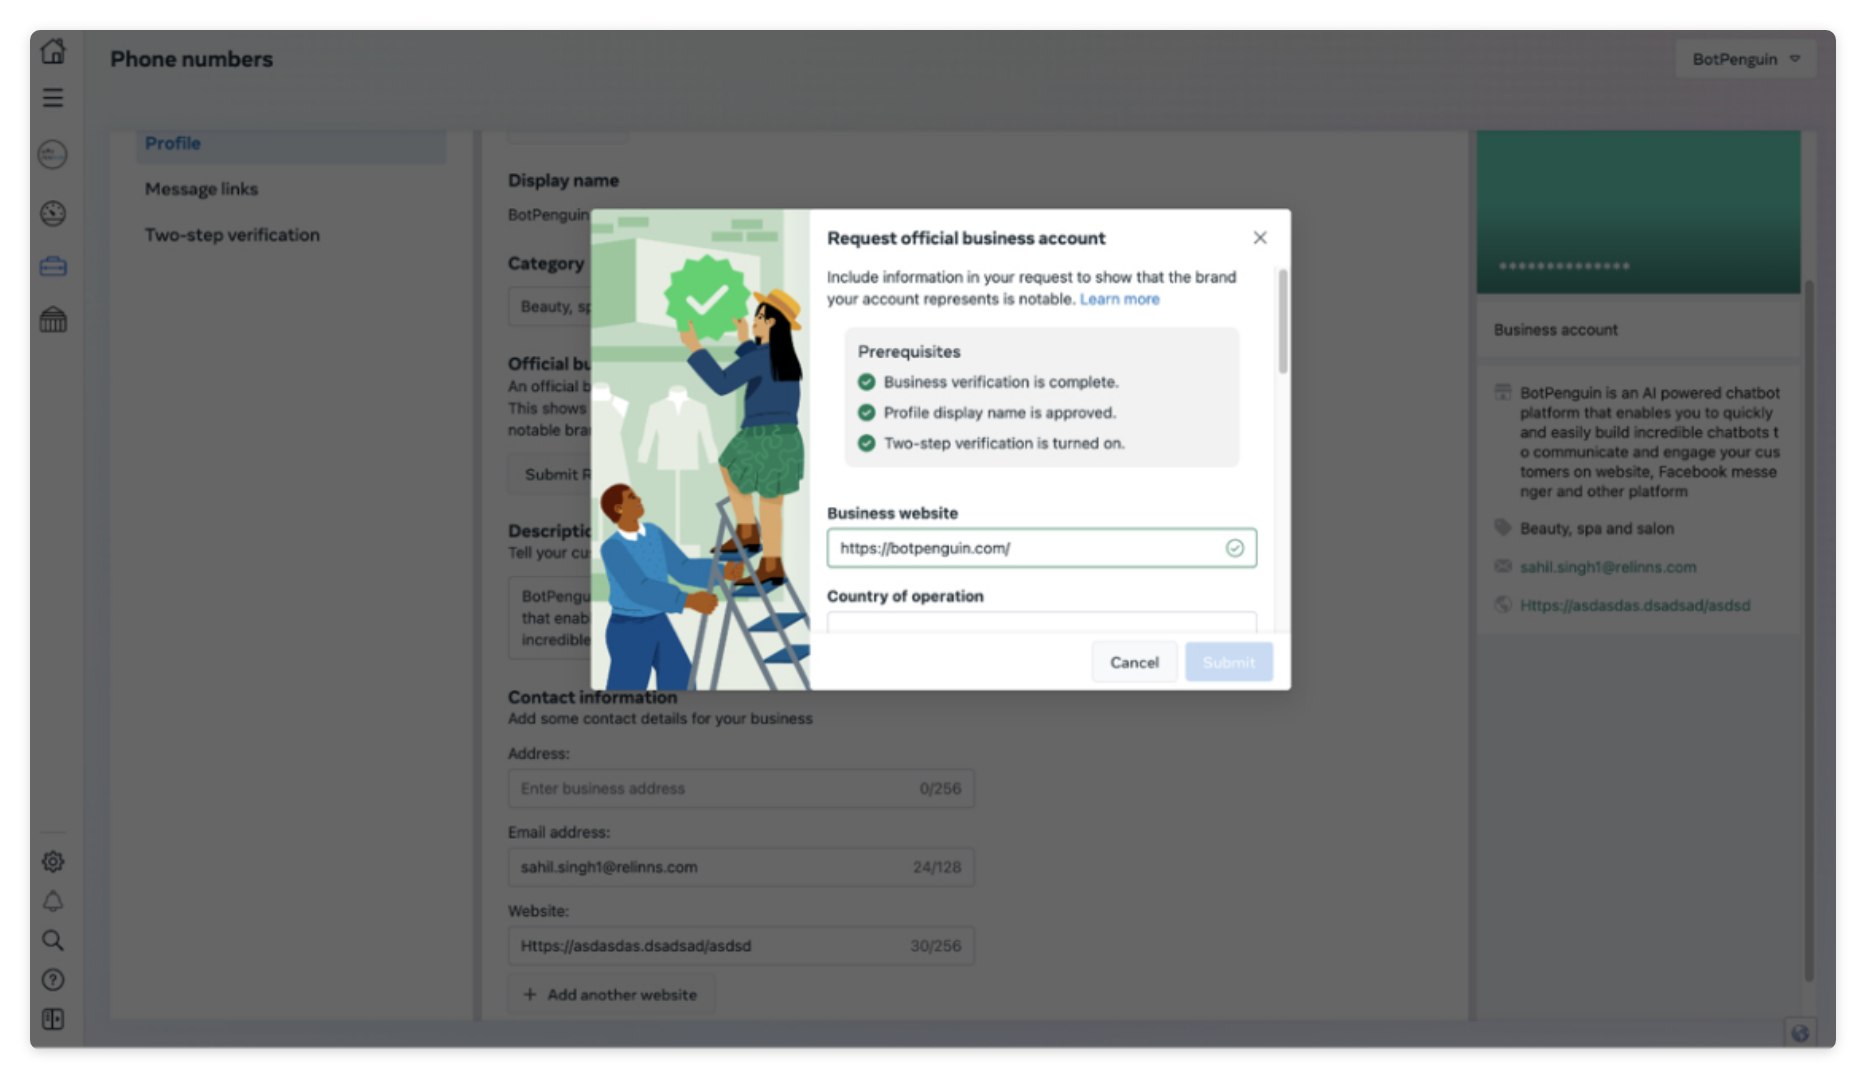 Phone numbers
BotPenguin
Profile
Message links
Two-step verification
Display name
BotPenguin
Category
Beauty, sp
Official bu
An official b
This shows
notable bra
Submit R
Descriptic
Tell your cu
BotPengu
that enab
incredible
Contact information
Add some contact details for your business
Address:
Enter business address 0/256
Email address:
sahil.singh1@relinns.com 24/128
Website:
Https://asdasdas.dsadsad/asdsd 30/256
+ Add another website
Request official business account
Include information in your request to show that the brand
your account represents is notable. Learn more
Prerequisites
Business verification is complete.
Profile display name is approved.
Two-step verification is turned on.
Business website
https://botpenguin.com/
Country of operation
Cancel Submit
Business account
BotPenguin is an AI powered chatbot
platform that enables you to quickly
and easily build incredible chatbots t
o communicate and engage your cus
tomers on website, Facebook messe
nger and other platform
Beauty, spa and salon
sahil.singh1@relinns.com
Https://asdasdas.dsadsad/asdsd